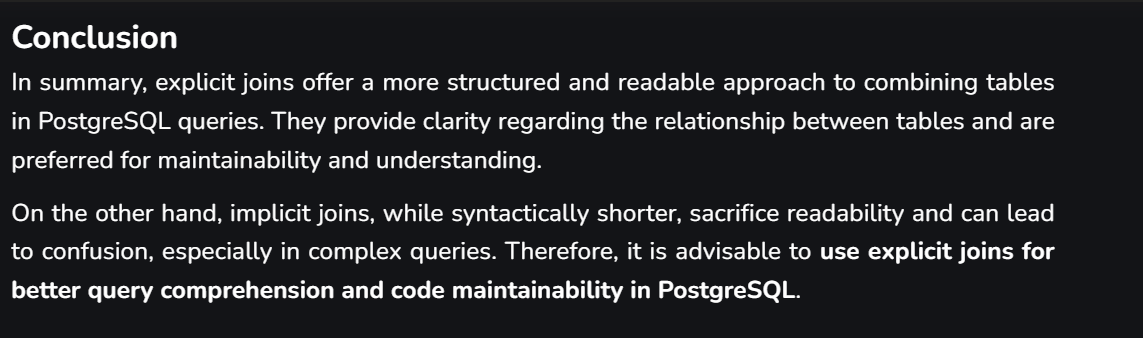 Conclusion
In summary, explicit joins offer a more structured and readable approach to combining tables
in PostgreSQL queries. They provide clarity regarding the relationship between tables and are
preferred for maintainability and understanding.
On the other hand, implicit joins, while syntactically shorter, sacrifice readability and can lead
to confusion, especially in complex queries. Therefore, it is advisable to use explicit joins for
better query comprehension and code maintainability in PostgreSQL.